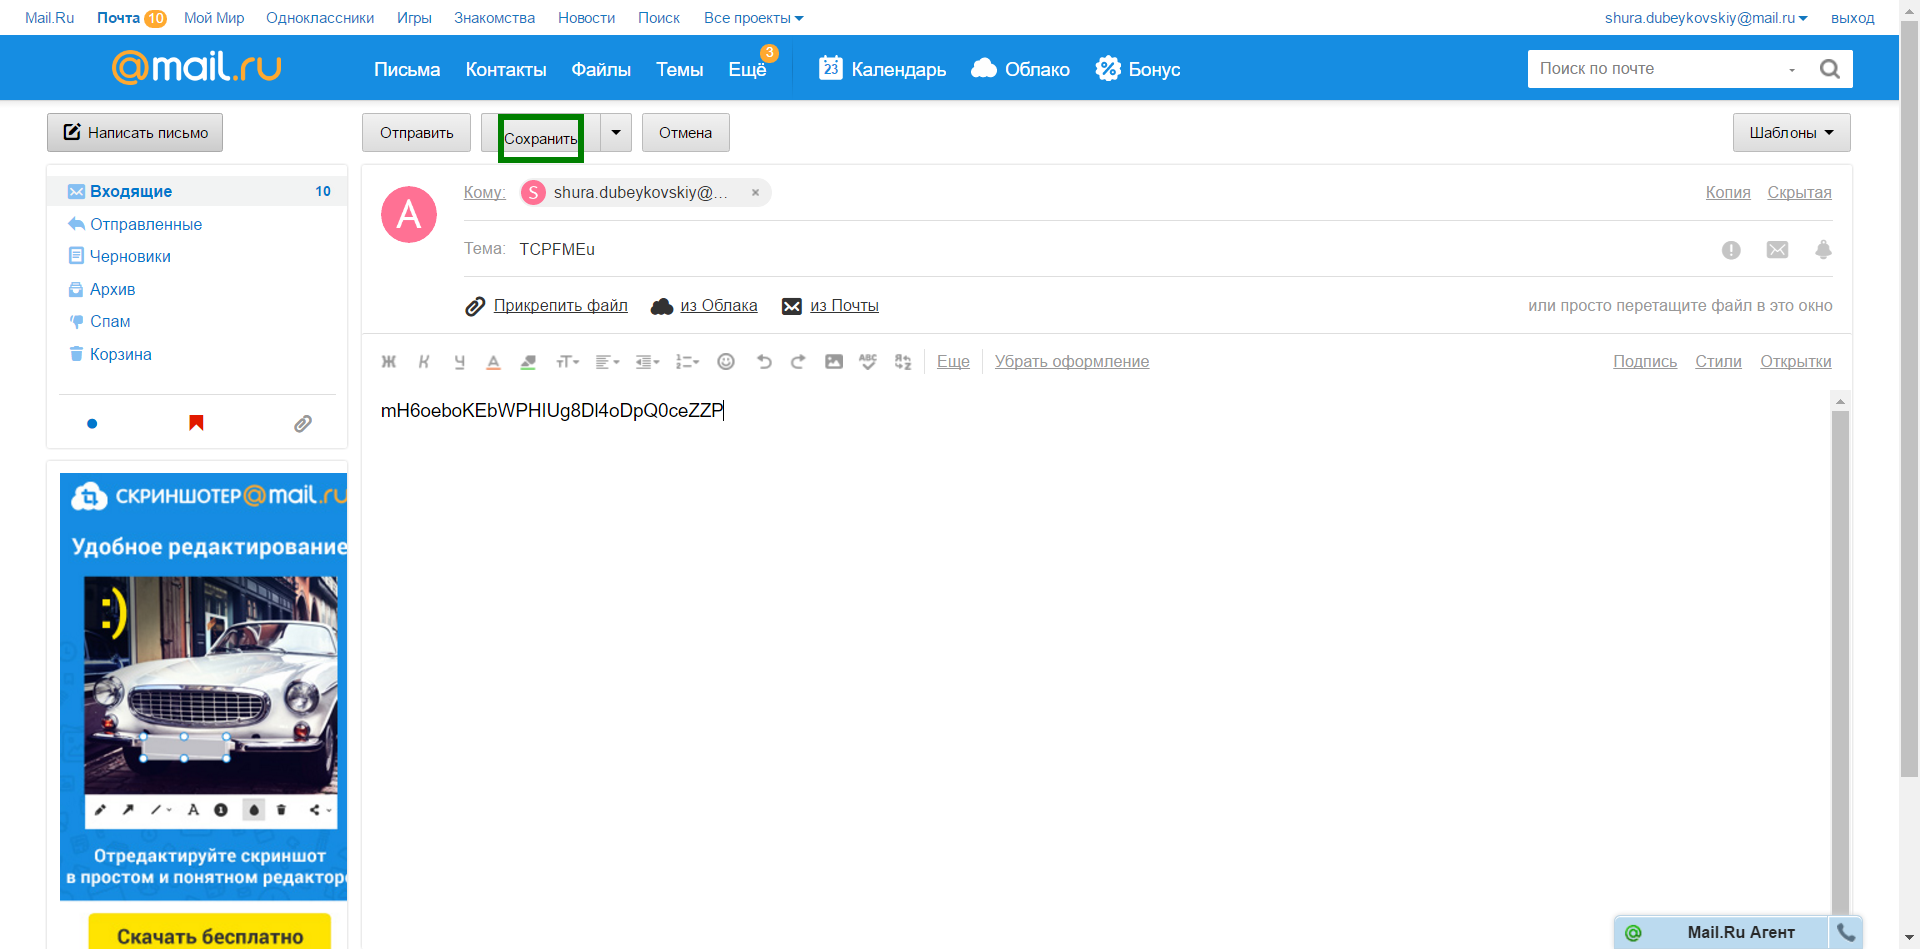 Mail.Ru Почта 10 Мой Мир Одноклассники Игры Знакомства Новости Поиск Все проекты shura.dubeykovskiy@mail.ru выход
@mail.ru Письма Контакты Файлы Темы Ещё 3 23 Календарь Облако Бонус Поиск по почте
Написать письмо Отправить Сохранить Отмена Шаблоны
Входящие 10
Отправленные
Черновики
Архив
Спам
Корзина
A Кому: S shura.dubeykovskiy@... × Копия Скрытая
Тема: TCPFMEu
Прикрепить файл из Облака из Почты или просто перетащите файл в это окно
Ж К Ч А тТ ABC Еще Убрать оформление Подпись Стили Открытки
mH6oeboKEbWPHIUg8Dl4oDpQ0ceZZP
СКРИНШОТЕР@mail.ru
Удобное редактирование
:)
A 1
Отредактируйте скриншот
в простом и понятном редакторе
Скачать бесплатно
@ Mail.Ru Агент